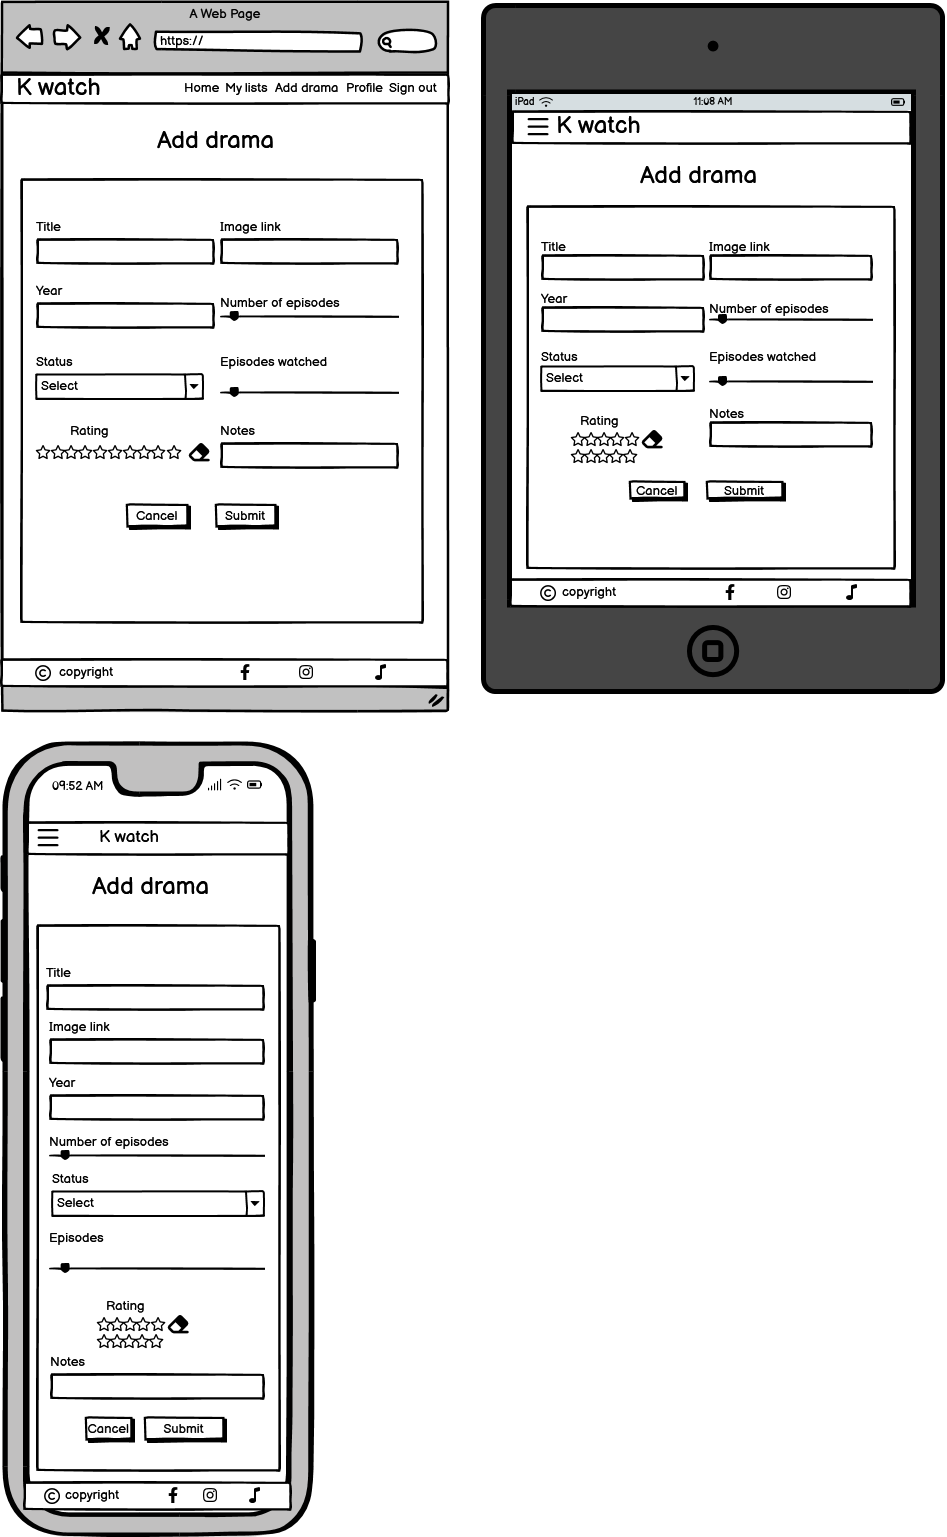 A Web Page
https://
K watch
Home My lists Add drama Profile Sign out
Add drama
Title
Image link
Year
Number of episodes
Status
Episodes watched
Select
Rating
Notes
Cancel
Submit
© copyright
iPad
11:08 AM
K watch
Add drama
Title
Image link
Year
Number of episodes
Status
Episodes watched
Select
Rating
Notes
Cancel
Submit
© copyright
09:52 AM
K watch
Add drama
Title
Image link
Year
Number of episodes
Status
Select
Episodes
Rating
Notes
Cancel
Submit
© copyright